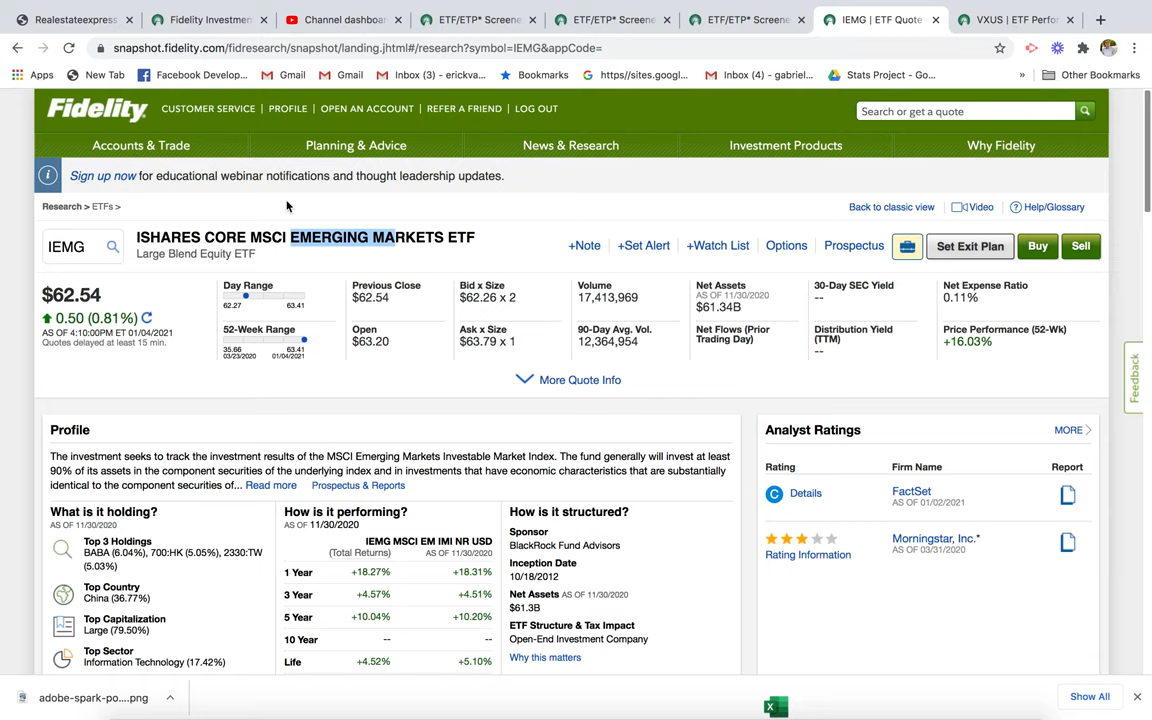 Realestateexpress
Fidelity Investmen
Channel dashboa
ETF/ETP* Screene
ETF/ETP* Screene
ETF/ETP* Screene
IEMG | ETF Quote
VXUS | ETF Perfo
snapshot.fidelity.com/fidresearch/snapshot/landing.jhtml#/research?symbol=IEMG&appCode=
Apps
New Tab
Facebook Develop...
Gmail
Gmail
Inbox (3) - erickva...
Bookmarks
https//sites.googl...
Inbox (4) - gabriel...
Stats Project - Go...
»
Other Bookmarks
Fidelity
CUSTOMER SERVICE | PROFILE | OPEN AN ACCOUNT | REFER A FRIEND | LOG OUT
Search or get a quote
Accounts & Trade
Planning & Advice
News & Research
Investment Products
Why Fidelity
Sign up now for educational webinar notifications and thought leadership updates.
Research > ETFs >
Back to classic view
Video
Help/Glossary
IEMG
ISHARES CORE MSCI EMERGING MARKETS ETF
Large Blend Equity ETF
+Note
+Set Alert
+Watch List
Options
Prospectus
Set Exit Plan
Buy
Sell
$62.54
0.50 (0.81%)
AS OF 4:10:00PM ET 01/04/2021
Quotes delayed at least 15 min.
Day Range
62.27 63.41
52-Week Range
35.66 63.41
03/23/2020 01/04/2021
Previous Close
$62.54
Open
$63.20
Bid x Size
$62.26 x 2
Ask x Size
$63.79 x 1
Volume
17,413,969
90-Day Avg. Vol.
12,364,954
Net Assets
AS OF 11/30/2020
$61.34B
Net Flows (Prior
Trading Day)
30-Day SEC Yield
--
Distribution Yield
(TTM)
--
Net Expense Ratio
0.11%
Price Performance (52-Wk)
+16.03%
More Quote Info
Feedback
Profile
The investment seeks to track the investment results of the MSCI Emerging Markets Investable Market Index. The fund generally will invest at least
90% of its assets in the component securities of the underlying index and in investments that have economic characteristics that are substantially
identical to the component securities of... Read more Prospectus & Reports
What is it holding?
AS OF 11/30/2020
Top 3 Holdings
BABA (6.04%), 700:HK (5.05%), 2330:TW
(5.03%)
Top Country
China (36.77%)
Top Capitalization
Large (79.50%)
Top Sector
Information Technology (17.42%)
How is it performing?
AS OF 11/30/2020
IEMG MSCI EM IMI NR USD
(Total Returns) AS OF 11/30/2020
1 Year +18.27% +18.31%
3 Year +4.57% +4.51%
5 Year +10.04% +10.20%
10 Year -- --
Life +4.52% +5.10%
How is it structured?
Sponsor
BlackRock Fund Advisors
Inception Date
10/18/2012
Net Assets AS OF 11/30/2020
$61.3B
ETF Structure & Tax Impact
Open-End Investment Company
Why this matters
Analyst Ratings
MORE
Rating Firm Name Report
C Details
FactSet
AS OF 01/02/2021
Rating Information
Morningstar, Inc.*
AS OF 03/31/2020
adobe-spark-po....png
X
Show All